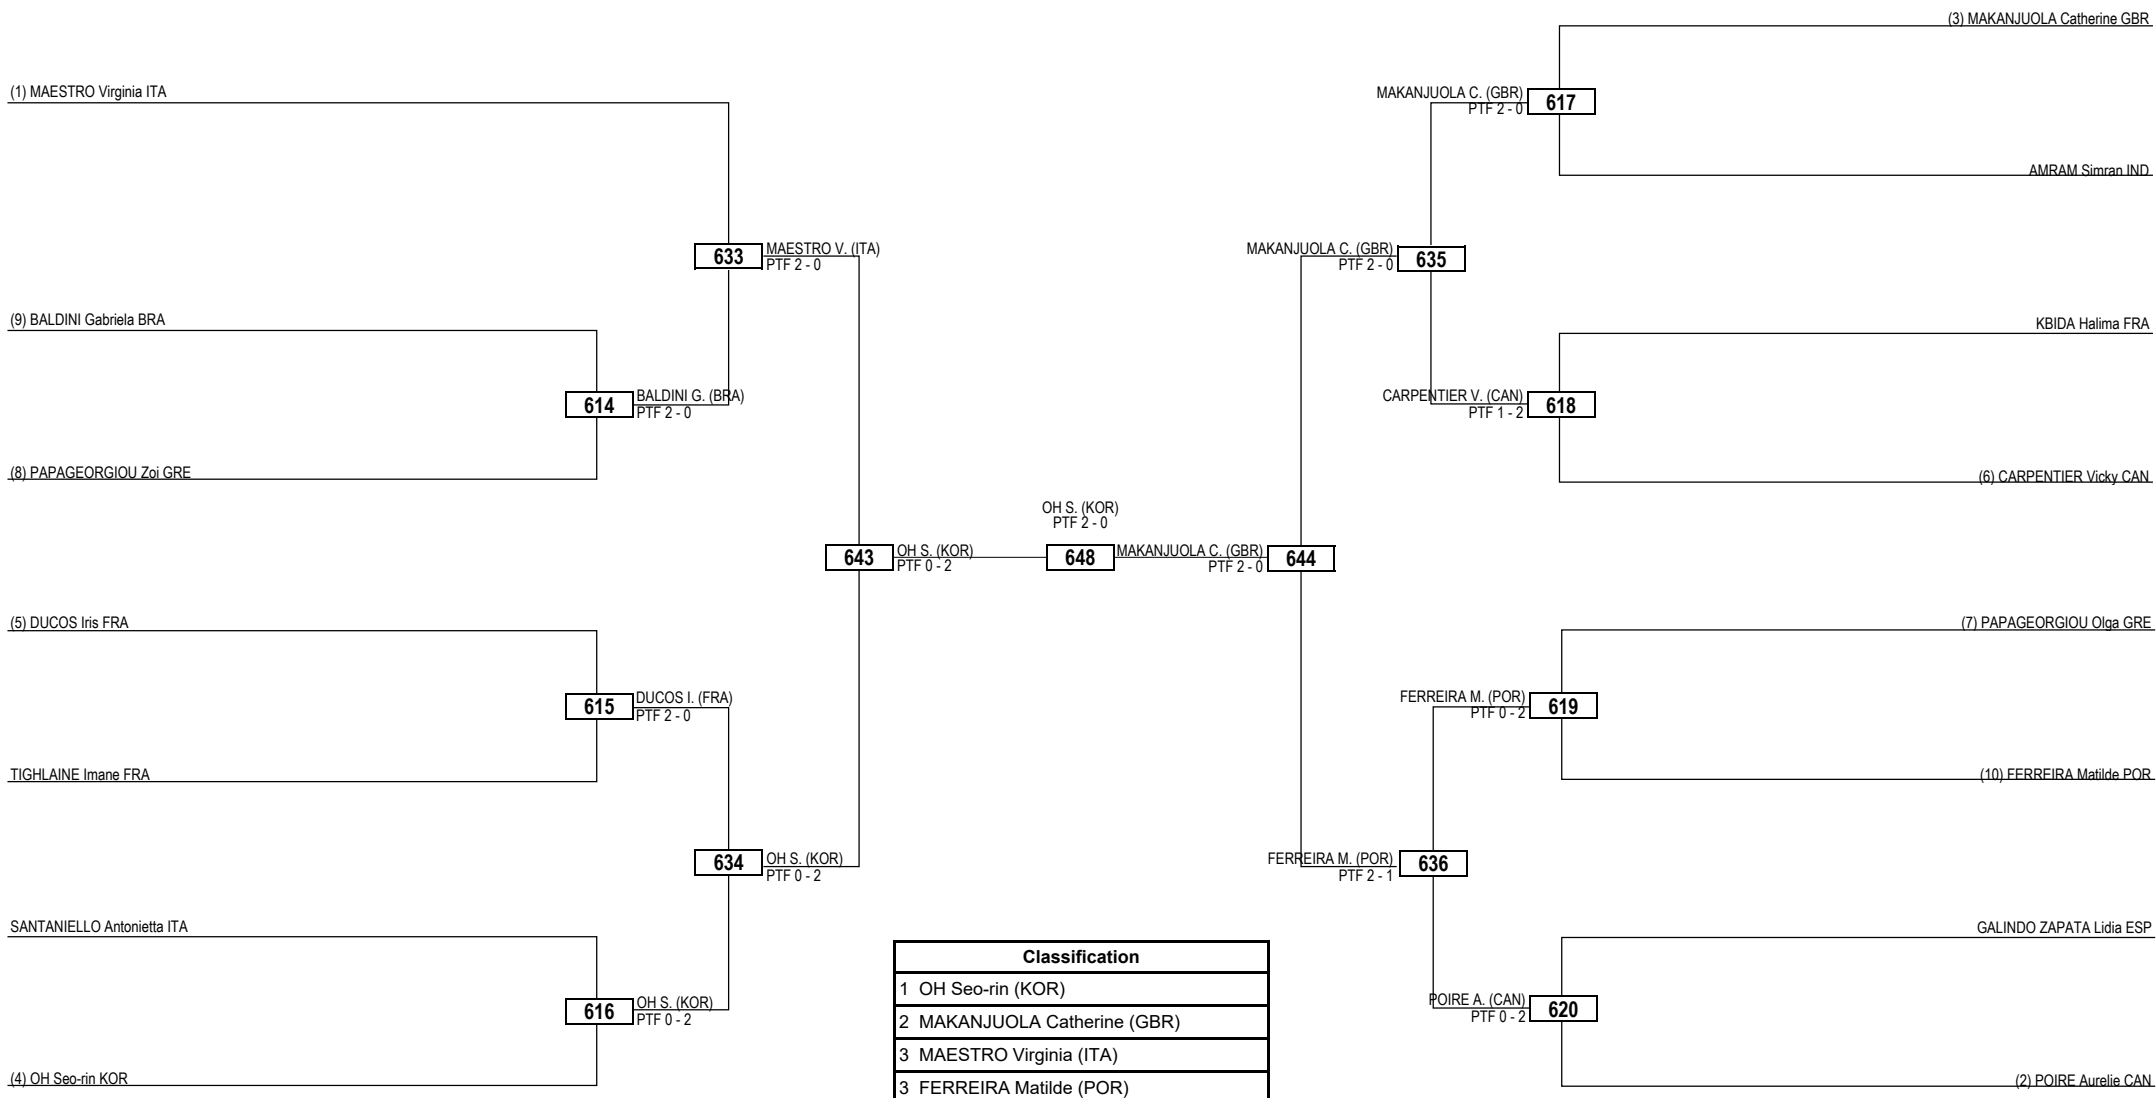 (3) MAKANJUOLA Catherine GBR
(1) MAESTRO Virginia ITA
MAKANJUOLA C. (GBR)
PTF 2 - 0
617
AMRAM Simran IND
633
MAESTRO V. (ITA)
PTF 2 - 0
MAKANJUOLA C. (GBR)
PTF 2 - 0
635
(9) BALDINI Gabriela BRA
KBIDA Halima FRA
614
BALDINI G. (BRA)
PTF 2 - 0
CARPENTIER V. (CAN)
PTF 1 - 2
618
(8) PAPAGEORGIOU Zoi GRE
(6) CARPENTIER Vicky CAN
OH S. (KOR)
PTF 2 - 0
643
OH S. (KOR)
PTF 0 - 2
648
MAKANJUOLA C. (GBR)
PTF 2 - 0
644
(5) DUCOS Iris FRA
(7) PAPAGEORGIOU Olga GRE
615
DUCOS I. (FRA)
PTF 2 - 0
FERREIRA M. (POR)
PTF 0 - 2
619
TIGHLAINE Imane FRA
(10) FERREIRA Matilde POR
634
OH S. (KOR)
PTF 0 - 2
FERREIRA M. (POR)
PTF 2 - 1
636
SANTANIELLO Antonietta ITA
GALINDO ZAPATA Lidia ESP
616
OH S. (KOR)
PTF 0 - 2
POIRE A. (CAN)
PTF 0 - 2
620
(4) OH Seo-rin KOR
(2) POIRE Aurelie CAN
Classification
1 OH Seo-rin (KOR)
2 MAKANJUOLA Catherine (GBR)
3 MAESTRO Virginia (ITA)
3 FERREIRA Matilde (POR)